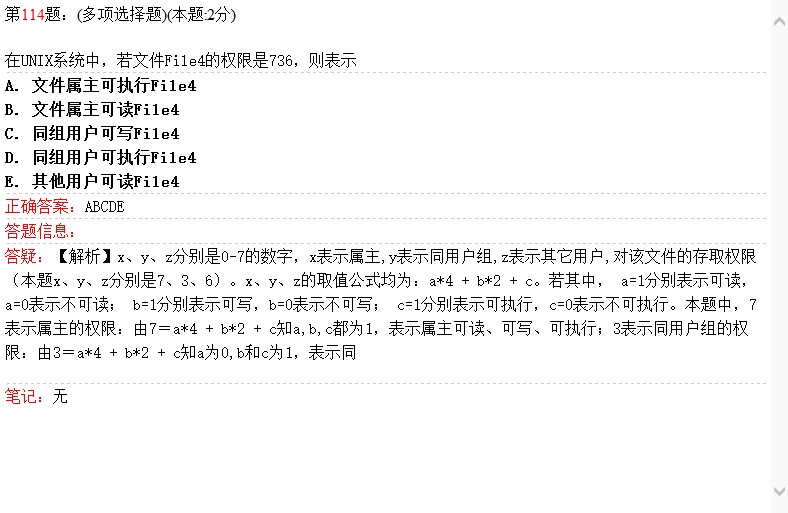 第114题：(多项选择题)(本题:2分)
在UNIX系统中，若文件File4的权限是736，则表示
A. 文件属主可执行File4
B. 文件属主可读File4
C. 同组用户可写File4
D. 同组用户可执行File4
E. 其他用户可读File4
正确答案：ABCDE
答题信息：
答疑：【解析】x、y、z分别是0-7的数字，x表示属主,y表示同用户组,z表示其它用户,对该文件的存取权限
（本题x、y、z分别是7、3、6）。x、y、z的取值公式均为：a*4 + b*2 + c。若其中， a=1分别表示可读，
a=0表示不可读； b=1分别表示可写，b=0表示不可写； c=1分别表示可执行，c=0表示不可执行。本题中，7
表示属主的权限：由7＝a*4 + b*2 + c知a,b,c都为1，表示属主可读、可写、可执行；3表示同用户组的权
限：由3＝a*4 + b*2 + c知a为0,b和c为1，表示同
笔记：无